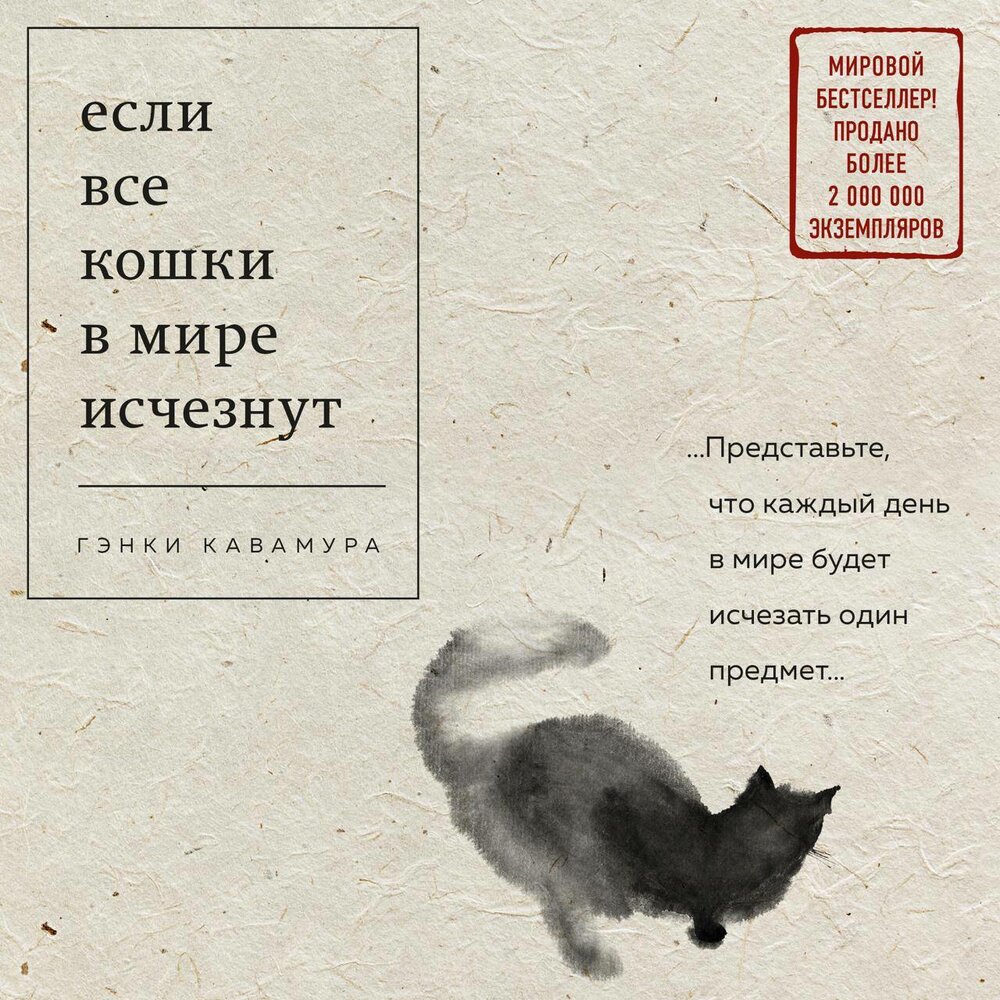 если
все
кошки
в мире
исчезнут
ГЭНКИ КАВАМУРА
МИРОВОЙ
БЕСТСЕЛЛЕР!
ПРОДАНО
БОЛЕЕ
2 000 000
ЭКЗЕМПЛЯРОВ
...Представьте,
что каждый день
в мире будет
исчезать один
предмет...